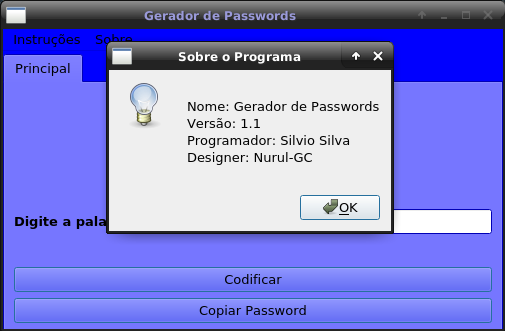 Gerador de Passwords
Instruções Sobre
Sobre o Programa
Principal
Nome: Gerador de Passwords
Versão: 1.1
Programador: Silvio Silva
Designer: Nurul-GC
OK
Digite a
Codificar
Copiar Password